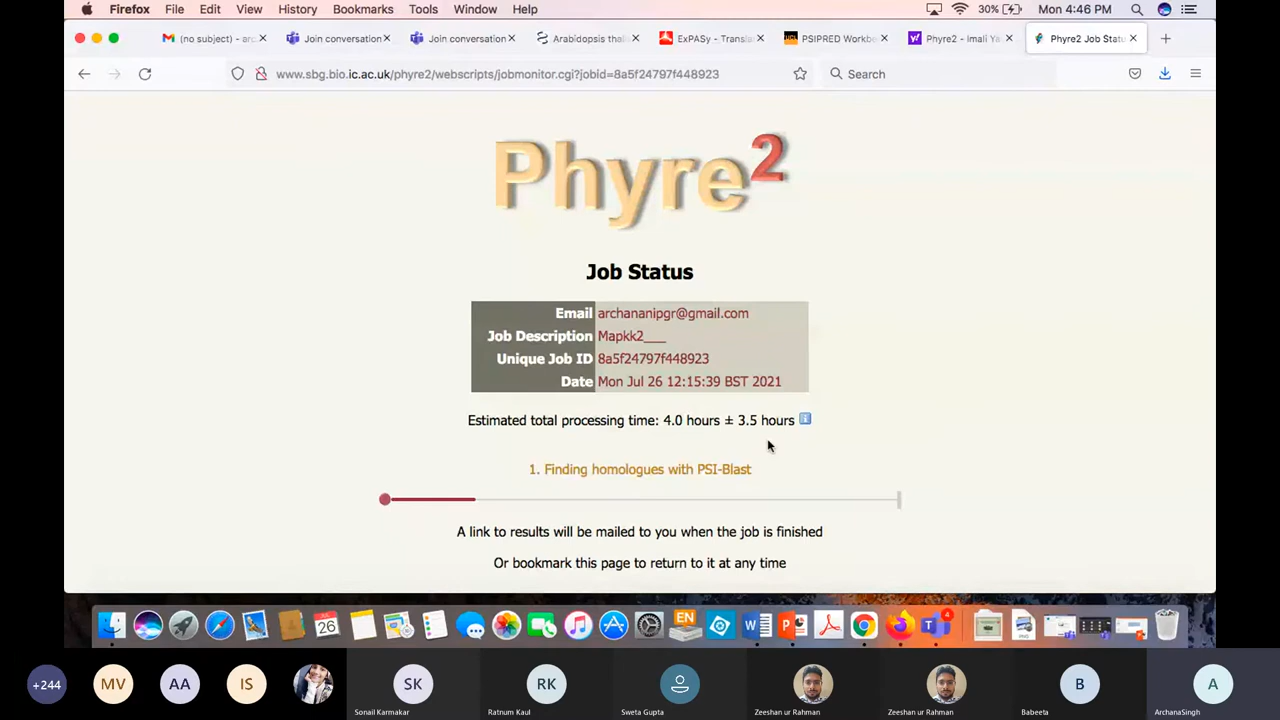 Firefox File Edit View History Bookmarks Tools Window Help 30% Mon 4:46 PM
(no subject) - arc Join conversation Join conversation Arabidopsis thali ExPASy - Transla PSIPRED Workbe Phyre2 - Imali Ya Phyre2 Job Statu
www.sbg.bio.ic.ac.uk/phyre2/webscripts/jobmonitor.cgi?jobid=8a5f24797f448923 Search
Phyre2
Job Status
Email archananipgr@gmail.com
Job Description Mapkk2___
Unique Job ID 8a5f24797f448923
Date Mon Jul 26 12:15:39 BST 2021
Estimated total processing time: 4.0 hours ± 3.5 hours
1. Finding homologues with PSI-Blast
A link to results will be mailed to you when the job is finished
Or bookmark this page to return to it at any time
26 EN 4
+244 MV AA IS SK RK B A
Sonail Karmakar Ratnum Kaul Sweta Gupta Zeeshan ur Rahman Zeeshan ur Rahman Babeeta ArchanaSingh